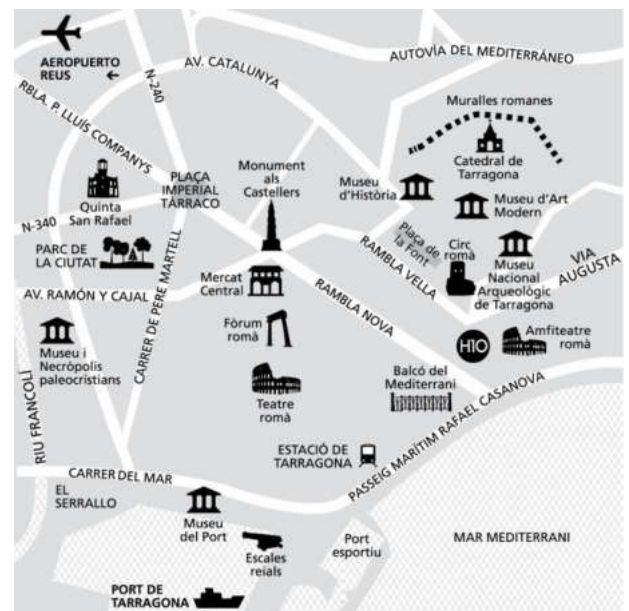 AEROPUERTO
REUS
N-240
AV. CATALUNYA
AUTOVÍA DEL MEDITERRÁNEO
RBLA. P. LLUÍS COMPANYS
Muralles romanes
Catedral de
Tarragona
PLAÇA
IMPERIAL
TÀRRACO
Monument
als
Castellers
Museu
d'Història
Museu d'Art
Modern
Quinta
San Rafael
N-340
PARC DE
LA CIUTAT
Plaça de
la Font
Circ
romà
RAMBLA VELLA
Museu
Nacional
Arqueològic
de Tarragona
VIA
AUGUSTA
AV. RAMÓN Y CAJAL
CARRER DE PERE MARTELL
Mercat
Central
RAMBLA NOVA
Fòrum
romà
H10
Amfiteatre
romà
Museu i
Necròpolis
paleocristians
Teatre
romà
Balcó del
Mediterrani
RIU FRANCOLÍ
PASSEIG MARÍTIM RAFAEL CASANOVA
ESTACIÓ DE
TARRAGONA
CARRER DEL MAR
EL
SERRALLO
Museu
del Port
Escales
reials
Port
esportiu
MAR MEDITERRANI
PORT DE
TARRAGONA